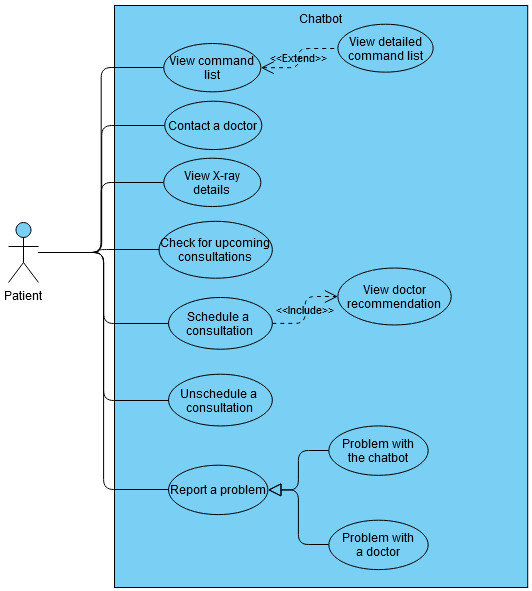 Chatbot
View command
list
<<Extend>>
View detailed
command list
Contact a doctor
View X-ray
details
Patient
Check for upcoming
consultations
Schedule a
consultation
<<Include>>
View doctor
recommendation
Unschedule a
consultation
Report a problem
Problem with
the chatbot
Problem with
a doctor